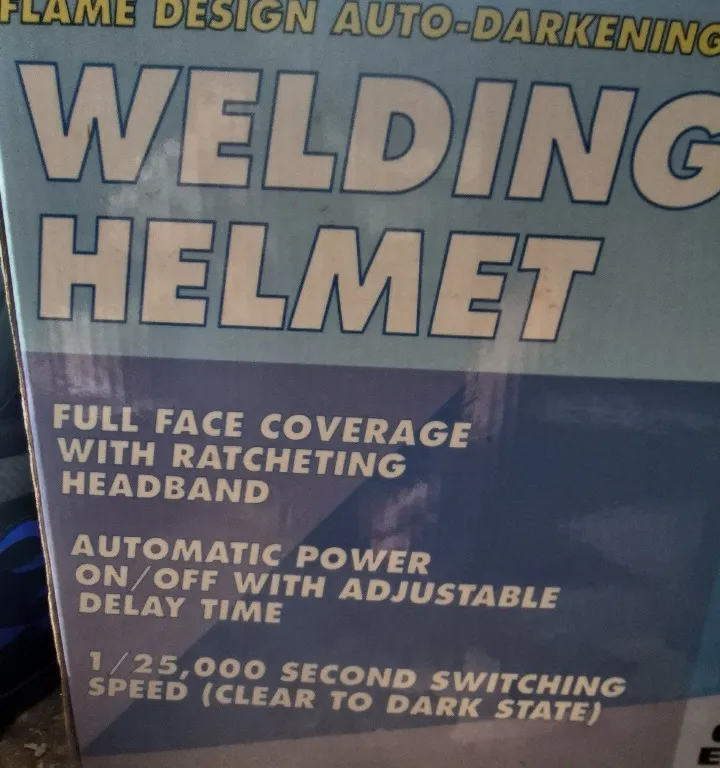 FLAME DESIGN AUTO-DARKENING
WELDING
HELMET
FULL FACE COVERAGE
WITH RATCHETING
HEADBAND
AUTOMATIC POWER
ON/OFF WITH ADJUSTABLE
DELAY TIME
1/25,000 SECOND SWITCHING
SPEED (CLEAR TO DARK STATE)